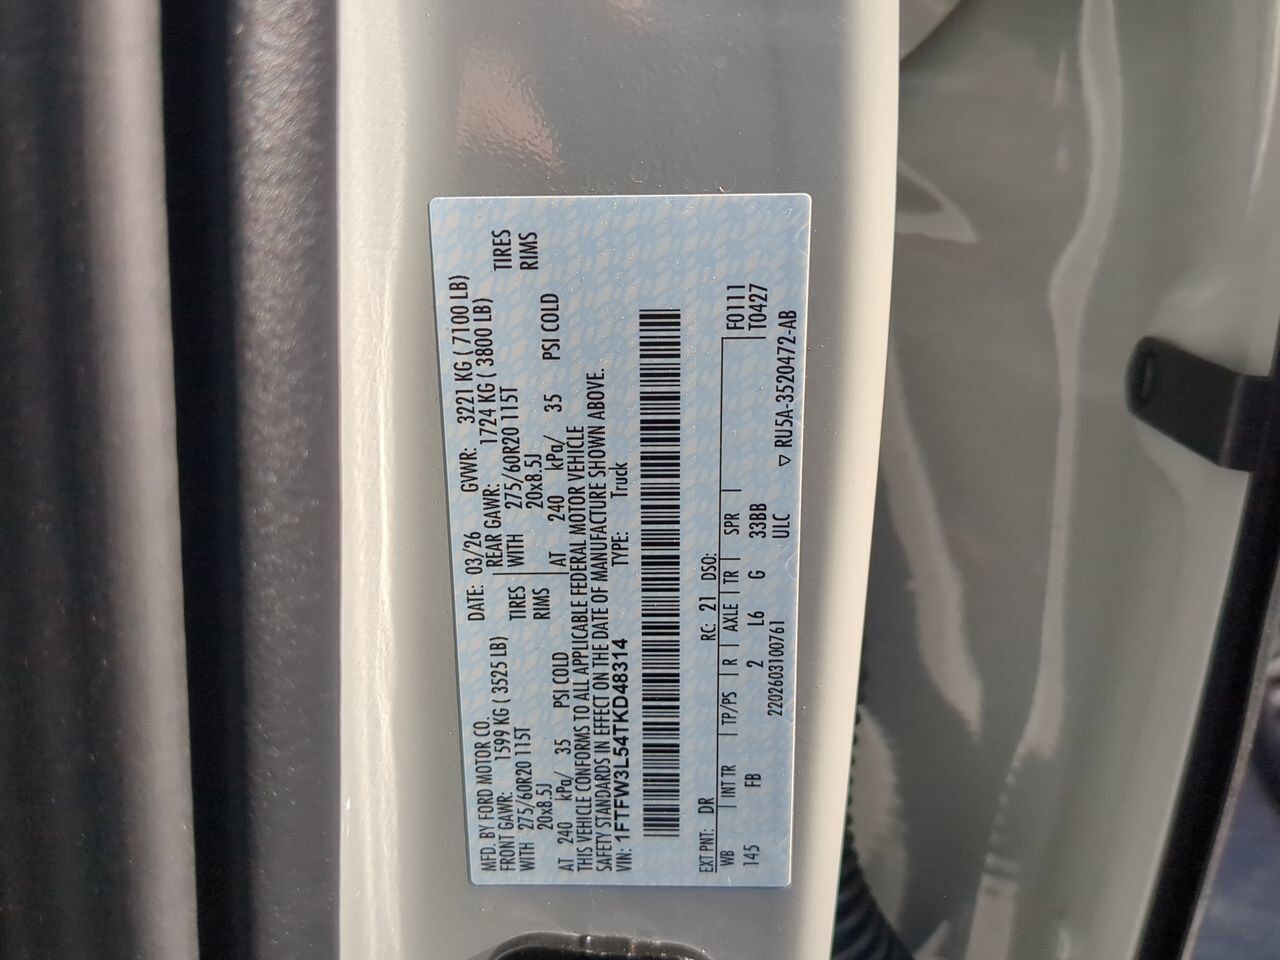 MFD. BY FORD MOTOR CO. DATE: 03/26 GVWR: 3221 KG ( 7100 LB)
FRONT GAWR: 1599 KG ( 3525 LB) REAR GAWR: 1724 KG ( 3800 LB)
WITH 275/60R20 115T TIRES WITH 275/60R20 115T TIRES
20x8.5J RIMS 20x8.5J RIMS
AT 240 kPa/ 35 PSI COLD AT 240 kPa/ 35 PSI COLD
THIS VEHICLE CONFORMS TO ALL APPLICABLE FEDERAL MOTOR VEHICLE
SAFETY STANDARDS IN EFFECT ON THE DATE OF MANUFACTURE SHOWN ABOVE.
VIN: 1FTFW3L54TKD48314 TYPE: Truck
EXT PNT: DR RC: 21 DSO: F0111
WB INT TR TP/PS R AXLE TR SPR T0427
145 FB 2 L6 G 33BB
2202603100761 ULC ▽ RU5A-3520472-AB